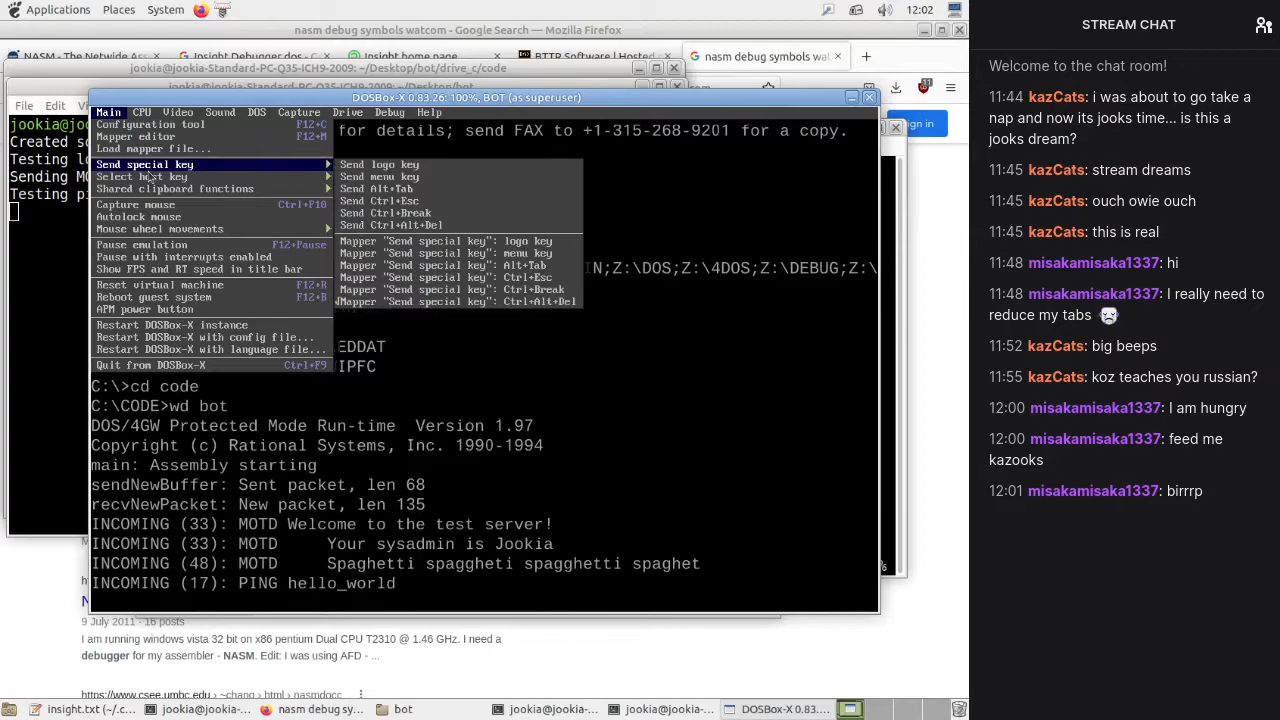 Applications Places System 12:02
nasm debug symbols watcom - Google Search — Mozilla Firefox
NASM - The Netwide Ass
Insight Debugger dos - G
Insight home page
BTTR Software | Hosted
nasm debug symbols wat
jookia@jookia-Standard-PC-Q35-ICH9-2009: ~/Desktop/bot/drive_c/code
11
File Edit
DOSBox-X 0.83.26: 100%, BOT (as superuser)
Main CPU Video Sound DOS Capture Drive Debug Help
Configuration tool F12+C
Mapper editor F12+M
Load mapper file...
Send special key
Select host key
Shared clipboard functions
Capture mouse Ctrl+F10
Autolock mouse
Mouse wheel movements
Pause emulation F12+Pause
Pause with interrupts enabled
Show FPS and RT speed in title bar
Reset virtual machine F12+R
Reboot guest system F12+B
APM power button
Restart DOSBox-X instance
Restart DOSBox-X with config file...
Restart DOSBox-X with language file...
Quit from DOSBox-X Ctrl+F9
Send logo key
Send menu key
Send Alt+Tab
Send Ctrl+Esc
Send Ctrl+Break
Send Ctrl+Alt+Del
Mapper "Send special key": logo key
Mapper "Send special key": menu key
Mapper "Send special key": Alt+Tab
Mapper "Send special key": Ctrl+Esc
Mapper "Send special key": Ctrl+Break
Mapper "Send special key": Ctrl+Alt+Del
jookia@joo
Created so
Testing lo
Sending MO
Testing pi
for details; send FAX to +1-315-268-9201 for a copy.
IN;Z:\DOS;Z:\4DOS;Z:\DEBUG;Z:\
EDDAT
IPFC
C:\>cd code
C:\CODE>wd bot
DOS/4GW Protected Mode Run-time Version 1.97
Copyright (c) Rational Systems, Inc. 1990-1994
main: Assembly starting
sendNewBuffer: Sent packet, len 68
recvNewPacket: New packet, len 135
INCOMING (33): MOTD Welcome to the test server!
INCOMING (33): MOTD Your sysadmin is Jookia
INCOMING (48): MOTD Spaghetti spaggheti spagghetti spaghet
INCOMING (17): PING hello_world
gn in
%
9 July 2011 · 16 posts
I am running windows vista 32 bit on x86 pentium Dual CPU T2310 @ 1.46 GHz. I need a
debugger for my assembler - NASM. Edit: I was using AFD - ...
https://www.csee.umbc.edu › ~chang › html › nasmdocc
insight.txt (~/.c...
jookia@jookia-...
nasm debug sy...
bot
jookia@jookia-...
jookia@jookia-...
DOSBox-X 0.83....
STREAM CHAT
Welcome to the chat room!
11:44 kazCats: i was about to go take a
nap and now its jooks time... is this a
jooks dream?
11:45 kazCats: stream dreams
11:45 kazCats: ouch owie ouch
11:45 kazCats: this is real
11:48 misakamisaka1337: hi
11:48 misakamisaka1337: I really need to
reduce my tabs
11:52 kazCats: big beeps
11:55 kazCats: koz teaches you russian?
12:00 misakamisaka1337: I am hungry
12:00 misakamisaka1337: feed me
kazooks
12:01 misakamisaka1337: birrrp